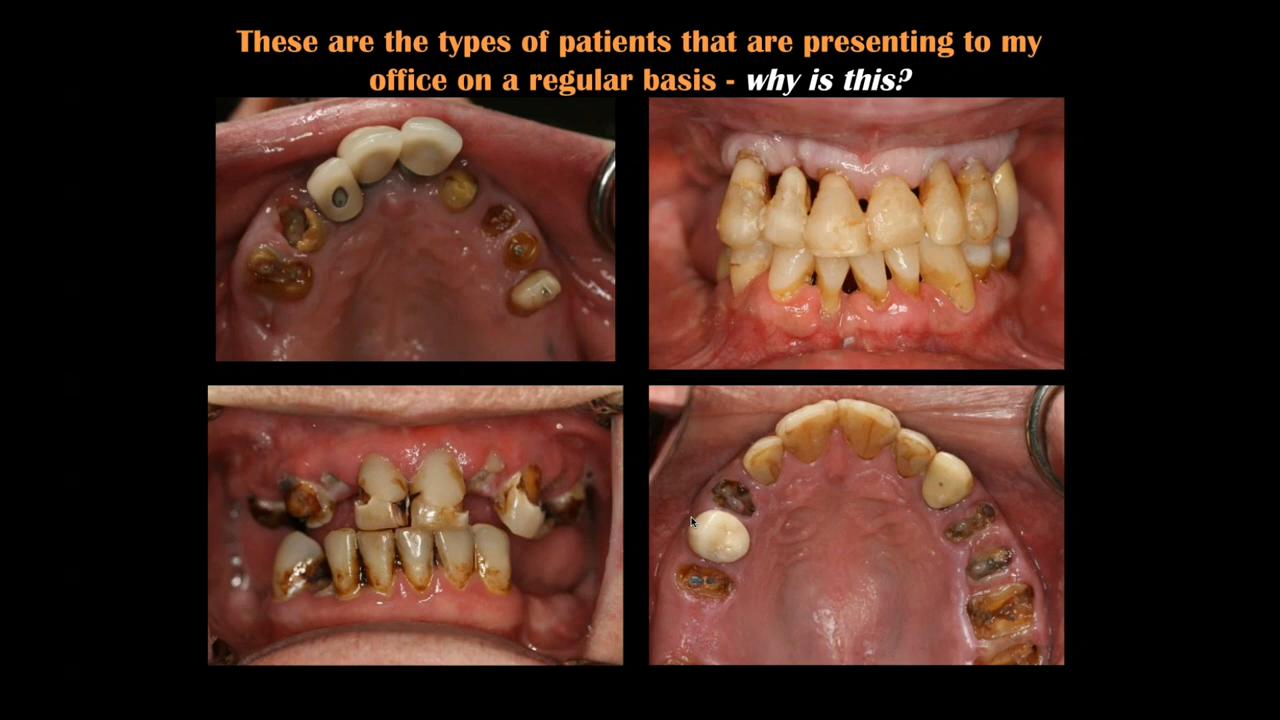 These are the types of patients that are presenting to my
office on a regular basis - why is this?